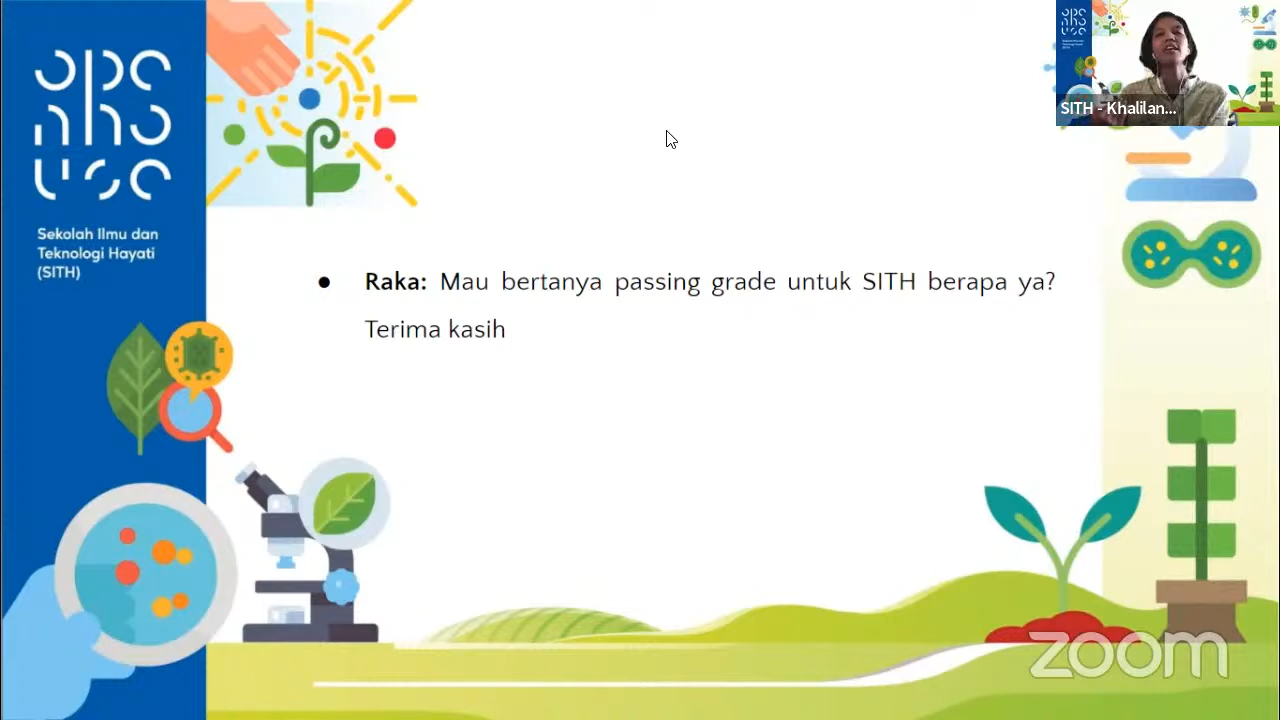 openhouse
Sekolah Ilmu dan
Teknologi Hayati
(SITH)
SITH - Khalilan...
● Raka: Mau bertanya passing grade untuk SITH berapa ya?
Terima kasih
zoom